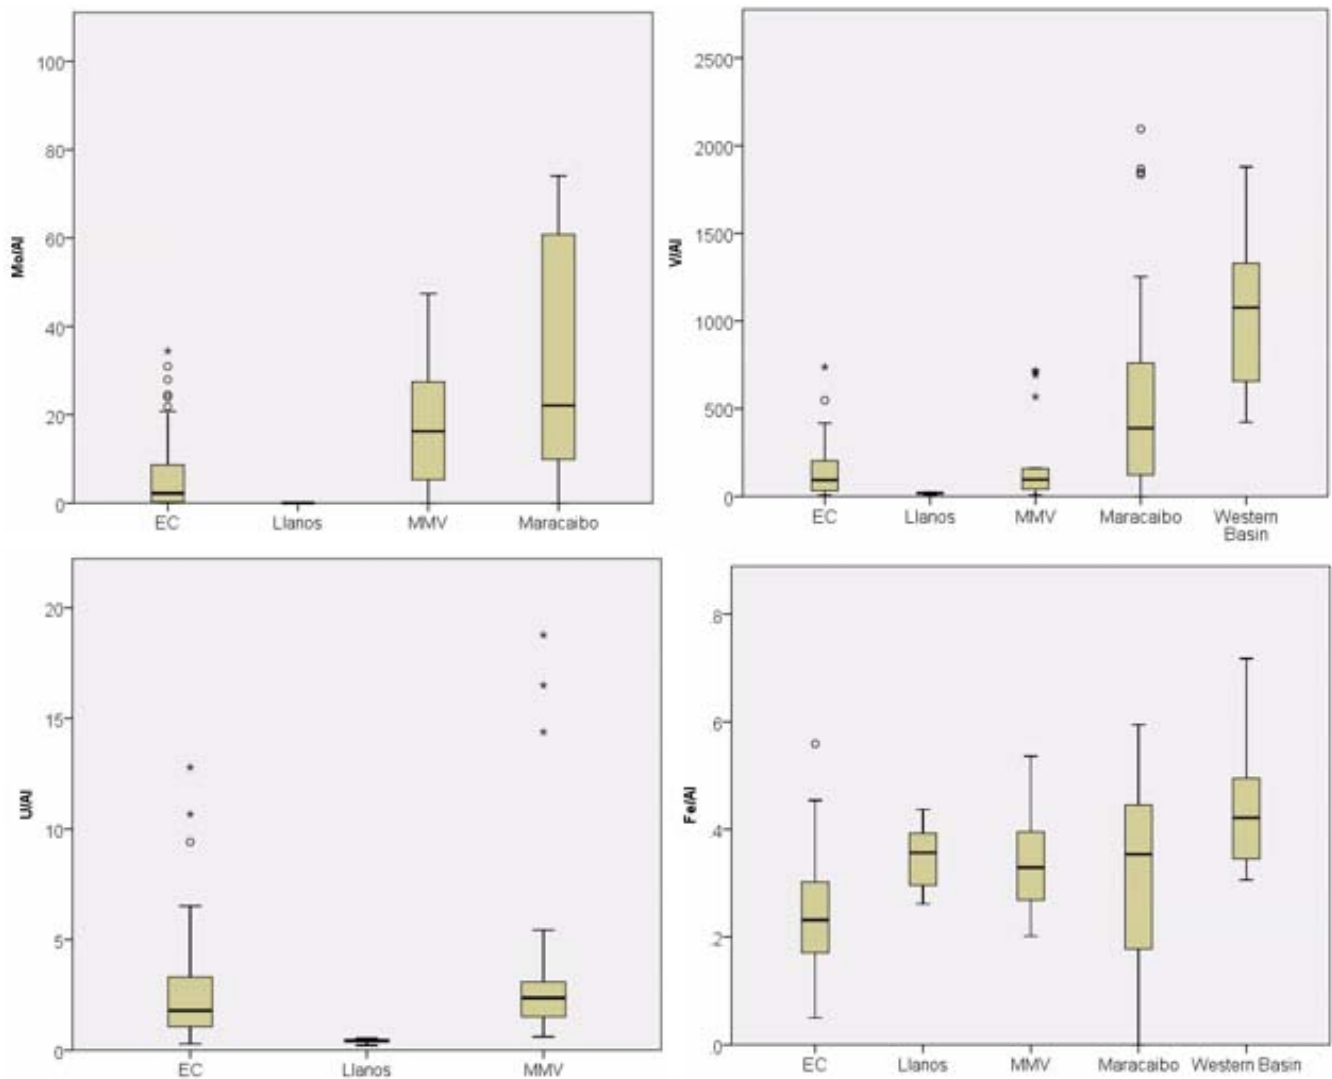 100
80
60
40
20
0
Mo/Al
EC Llanos MMV Maracaibo
2500
2000
1500
1000
500
0
V/Al
EC Llanos MMV Maracaibo Western
Basin
20
15
10
5
0
U/Al
EC Llanos MMV
.8
.6
.4
.2
.0
Fe/Al
EC Llanos MMV Maracaibo Western Basin